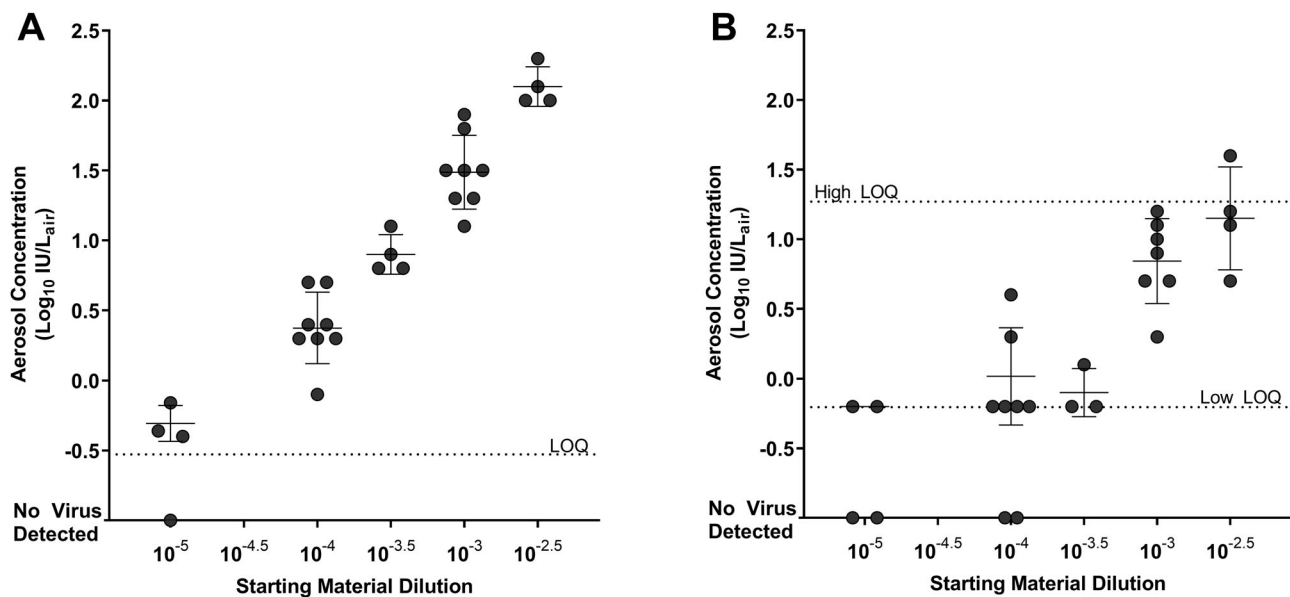 A
2.5
2.0
1.5
1.0
0.5
0.0
-0.5
No Virus
Detected
Aerosol Concentration
(Log10 IU/Lair)
LOQ
10-5
10-4.5
10-4
10-3.5
10-3
10-2.5
Starting Material Dilution
B
2.5
2.0
1.5
1.0
0.5
0.0
-0.5
No Virus
Detected
Aerosol Concentration
(Log10 IU/Lair)
High LOQ
Low LOQ
10-5
10-4.5
10-4
10-3.5
10-3
10-2.5
Starting Material Dilution